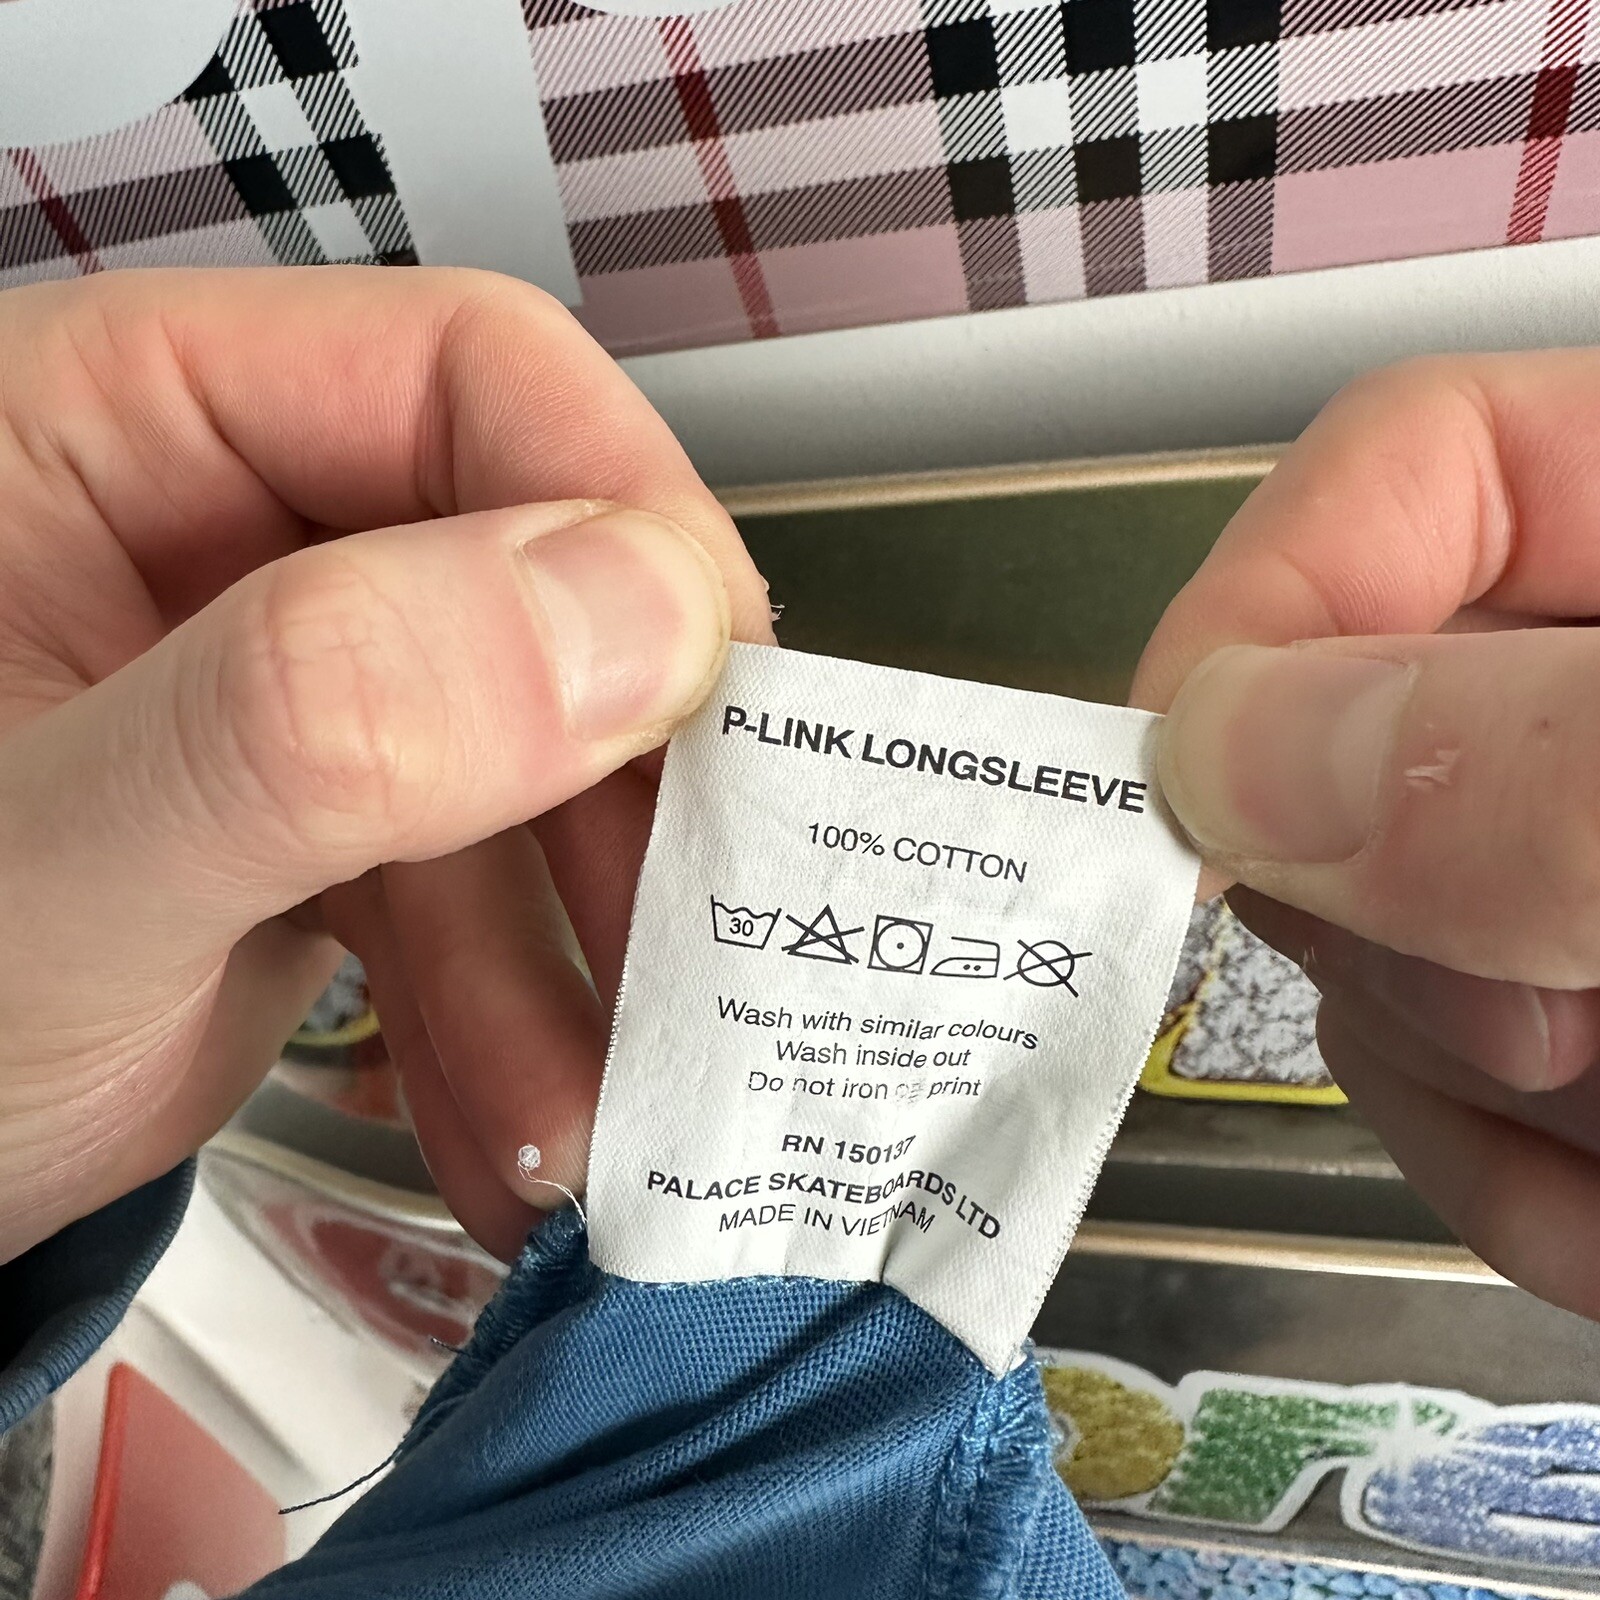 P-LINK LONGSLEEVE
100% COTTON
30
Wash with similar colours
Wash inside out
Do not iron on print
RN 150137
PALACE SKATEBOARDS LTD
MADE IN VIETNAM